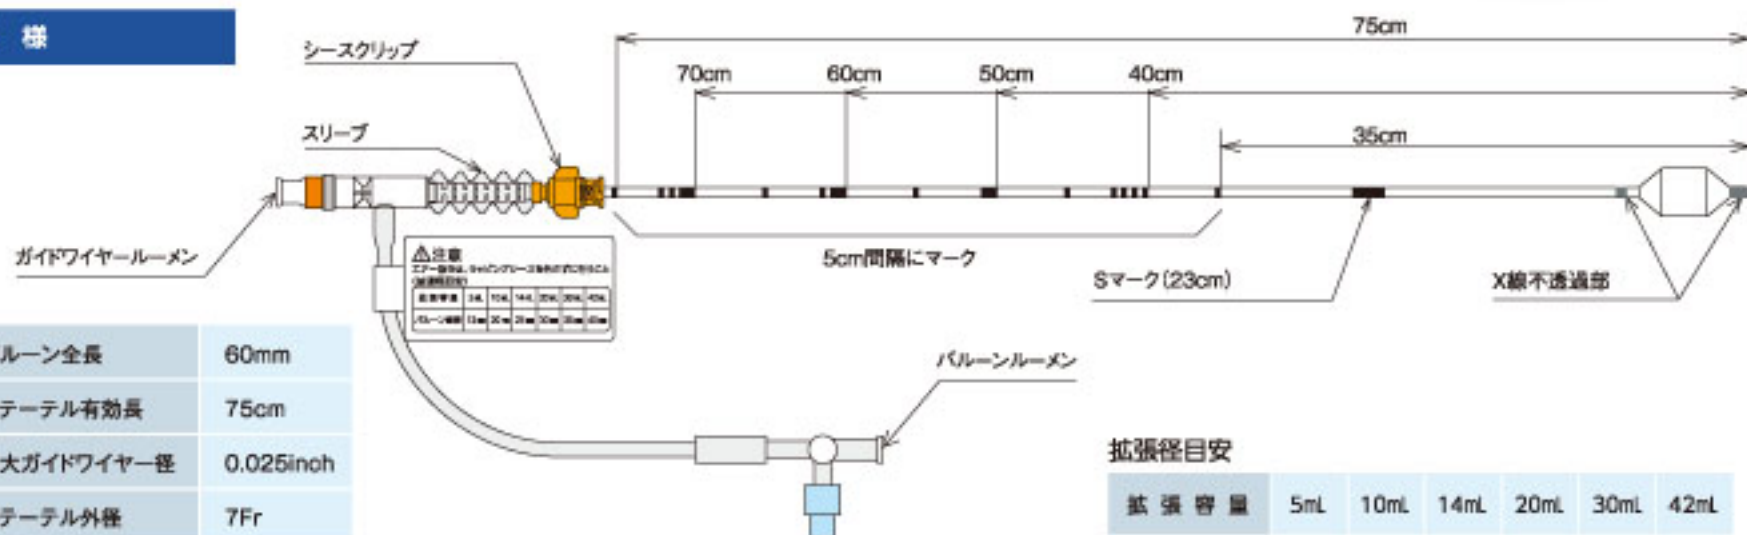 様
75cm
シースクリップ
70cm 60cm 50cm 40cm
スリーブ
35cm
ガイドワイヤールーメン
5cm間隔にマーク
Sマーク(23cm)
X線不透過部
⚠注意
ルーン全長 60mm
テーテル有効長 75cm
大ガイドワイヤー径 0.025inch
テーテル外径 7Fr
バルーンルーメン
拡張径目安
拡張容量 5mL 10mL 14mL 20mL 30mL 42mL